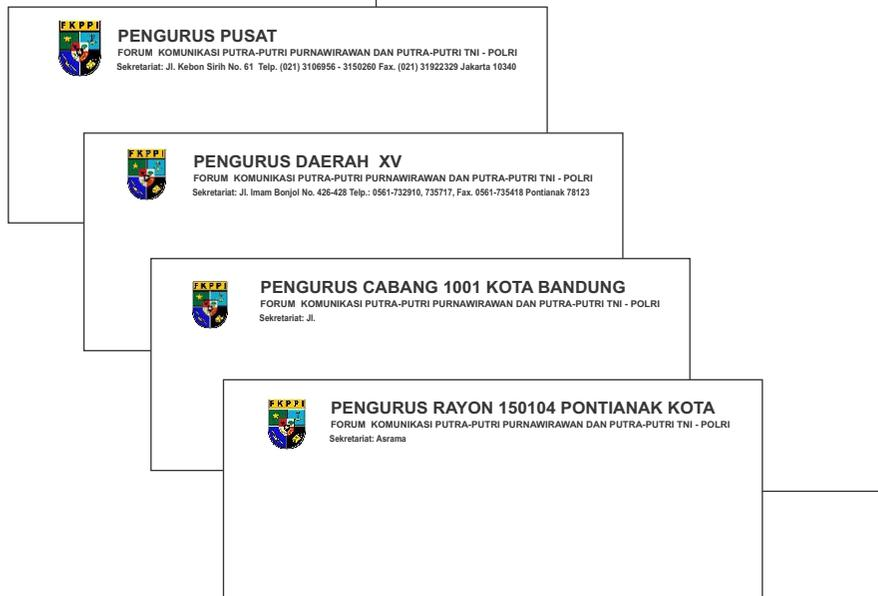 FKPPI
PENGURUS PUSAT
FORUM KOMUNIKASI PUTRA-PUTRI PURNAWIRAWAN DAN PUTRA-PUTRI TNI - POLRI
Sekretariat: Jl. Kebon Sirih No. 61 Telp. (021) 3106956 - 3150260 Fax. (021) 31922329 Jakarta 10340
FKPPI
PENGURUS DAERAH XV
FORUM KOMUNIKASI PUTRA-PUTRI PURNAWIRAWAN DAN PUTRA-PUTRI TNI - POLRI
Sekretariat: Jl. Imam Bonjol No. 426-428 Telp.: 0561-732910, 735717, Fax. 0561-735418 Pontianak 78123
FKPPI
PENGURUS CABANG 1001 KOTA BANDUNG
FORUM KOMUNIKASI PUTRA-PUTRI PURNAWIRAWAN DAN PUTRA-PUTRI TNI - POLRI
Sekretariat: Jl.
FKPPI
PENGURUS RAYON 150104 PONTIANAK KOTA
FORUM KOMUNIKASI PUTRA-PUTRI PURNAWIRAWAN DAN PUTRA-PUTRI TNI - POLRI
Sekretariat: Asrama